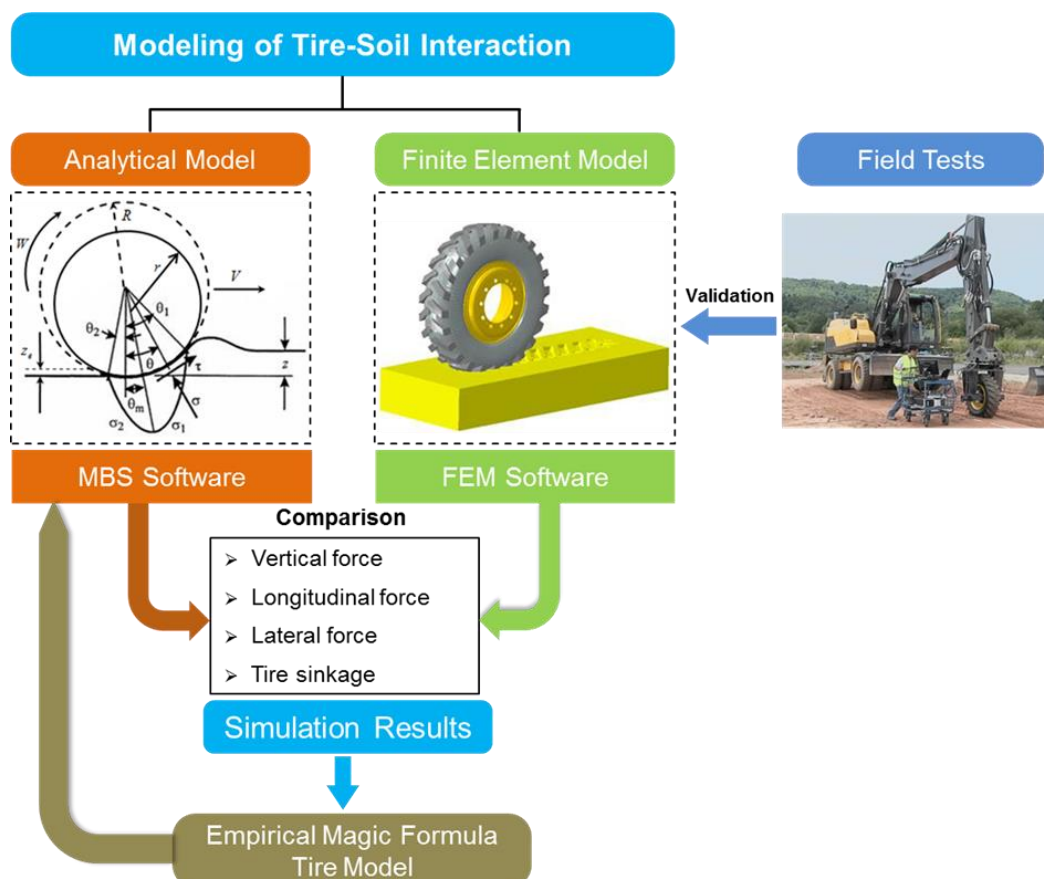 Modeling of Tire-Soil Interaction
Analytical Model
Finite Element Model
Field Tests
R
W
r
V
θ₁
θ₂
z₄
θ
τ
z
θₘ
σ
σ₂
σ₁
Validation
MBS Software
FEM Software
Comparison
➢ Vertical force
➢ Longitudinal force
➢ Lateral force
➢ Tire sinkage
Simulation Results
Empirical Magic Formula
Tire Model